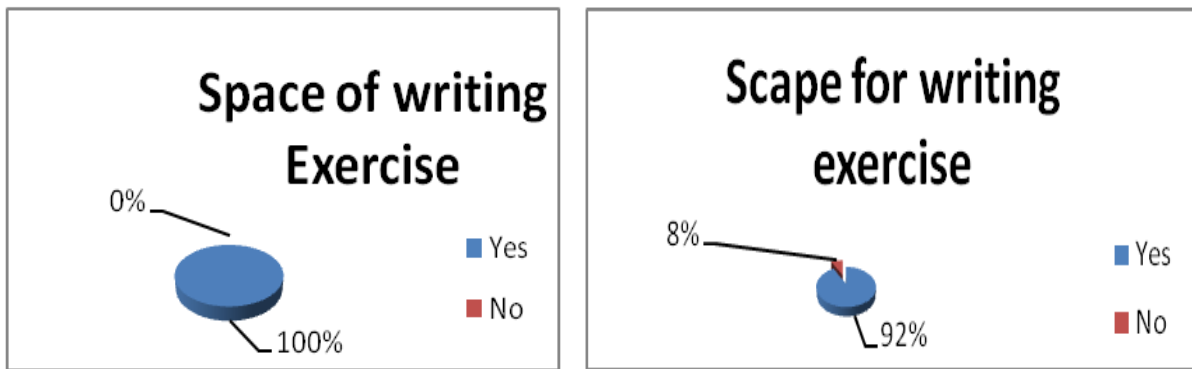 Space of writing
Exercise
0%
Yes
No
100%
Scape for writing
exercise
8%
Yes
No
92%